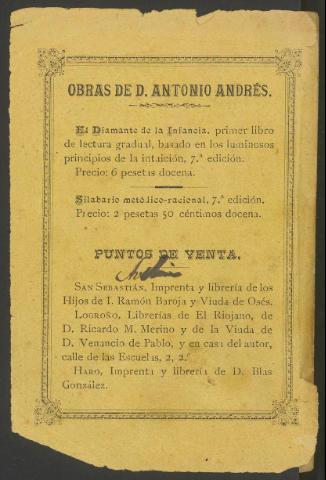 OBRAS DE D. ANTONIO ANDRÉS.
El Diamante de la Infancia, primer libro
de lectura gradual, basado en los luminosos
principios de la intuición, 7.ª edición.
Precio: 6 pesetas docena.
Silabario metólico-racional, 7.ª edición.
Precio: 2 pesetas 50 céntimos docena.
PUNTOS DE VENTA.
SAN SEBASTIÁN, Imprenta y librería de los
Hijos de I. Ramón Baroja y Viuda de Osés.
LOGROÑO, Librerías de El Riojano, de
D. Ricardo M. Merino y de la Viuda de
D. Venancio de Pablo, y en casa del autor,
calle de las Escuelas, 2, 2.º
HARO, Imprenta y librería de D. Blas
González.